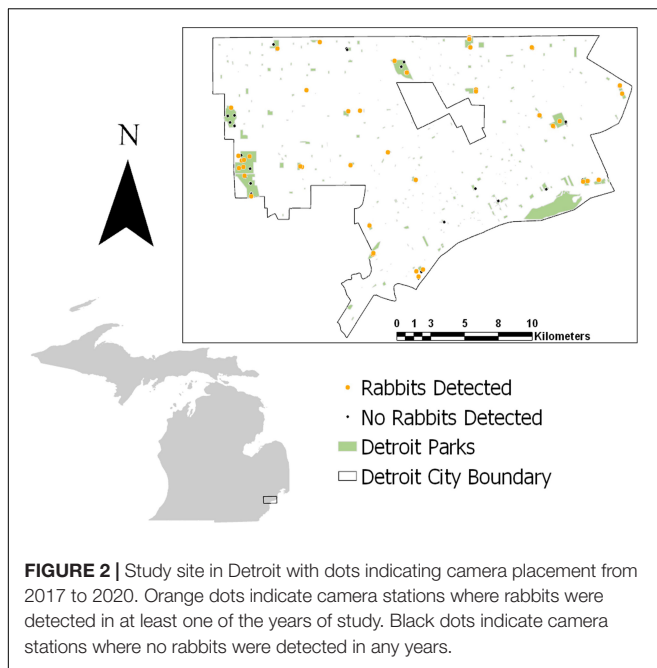 N
0 1 3 5 8 10
Kilometers
Rabbits Detected
No Rabbits Detected
Detroit Parks
Detroit City Boundary
FIGURE 2 | Study site in Detroit with dots indicating camera placement from
2017 to 2020. Orange dots indicate camera stations where rabbits were
detected in at least one of the years of study. Black dots indicate camera
stations where no rabbits were detected in any years.